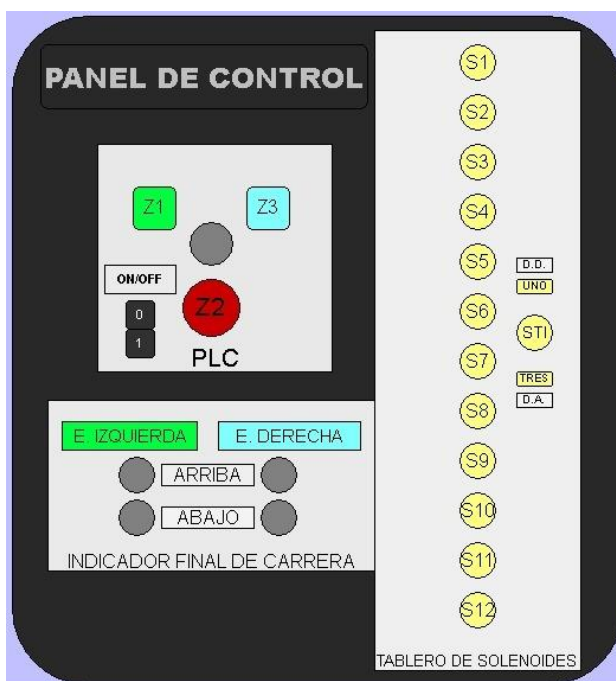 PANEL DE CONTROL
Z1
Z3
ON/OFF
0
1
Z2
PLC
E. IZQUIERDA
E. DERECHA
ARRIBA
ABAJO
INDICADOR FINAL DE CARRERA
S1
S2
S3
S4
S5
S6
S7
S8
S9
S10
S11
S12
D.D.
UNO
STI
TRES
D.A.
TABLERO DE SOLENOIDES